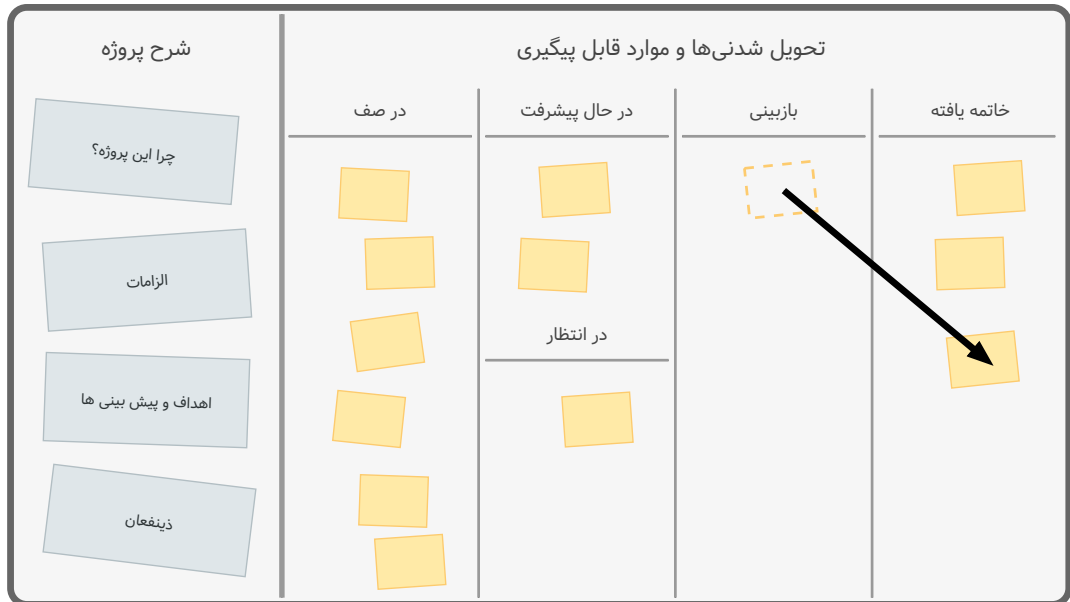 شرح پروژه
چرا این پروژه؟
الزامات
اهداف و پیش بینی ها
ذینفعان
تحویل شدنی‌ها و موارد قابل پیگیری
در صف
در حال پیشرفت
در انتظار
بازبینی
خاتمه یافته